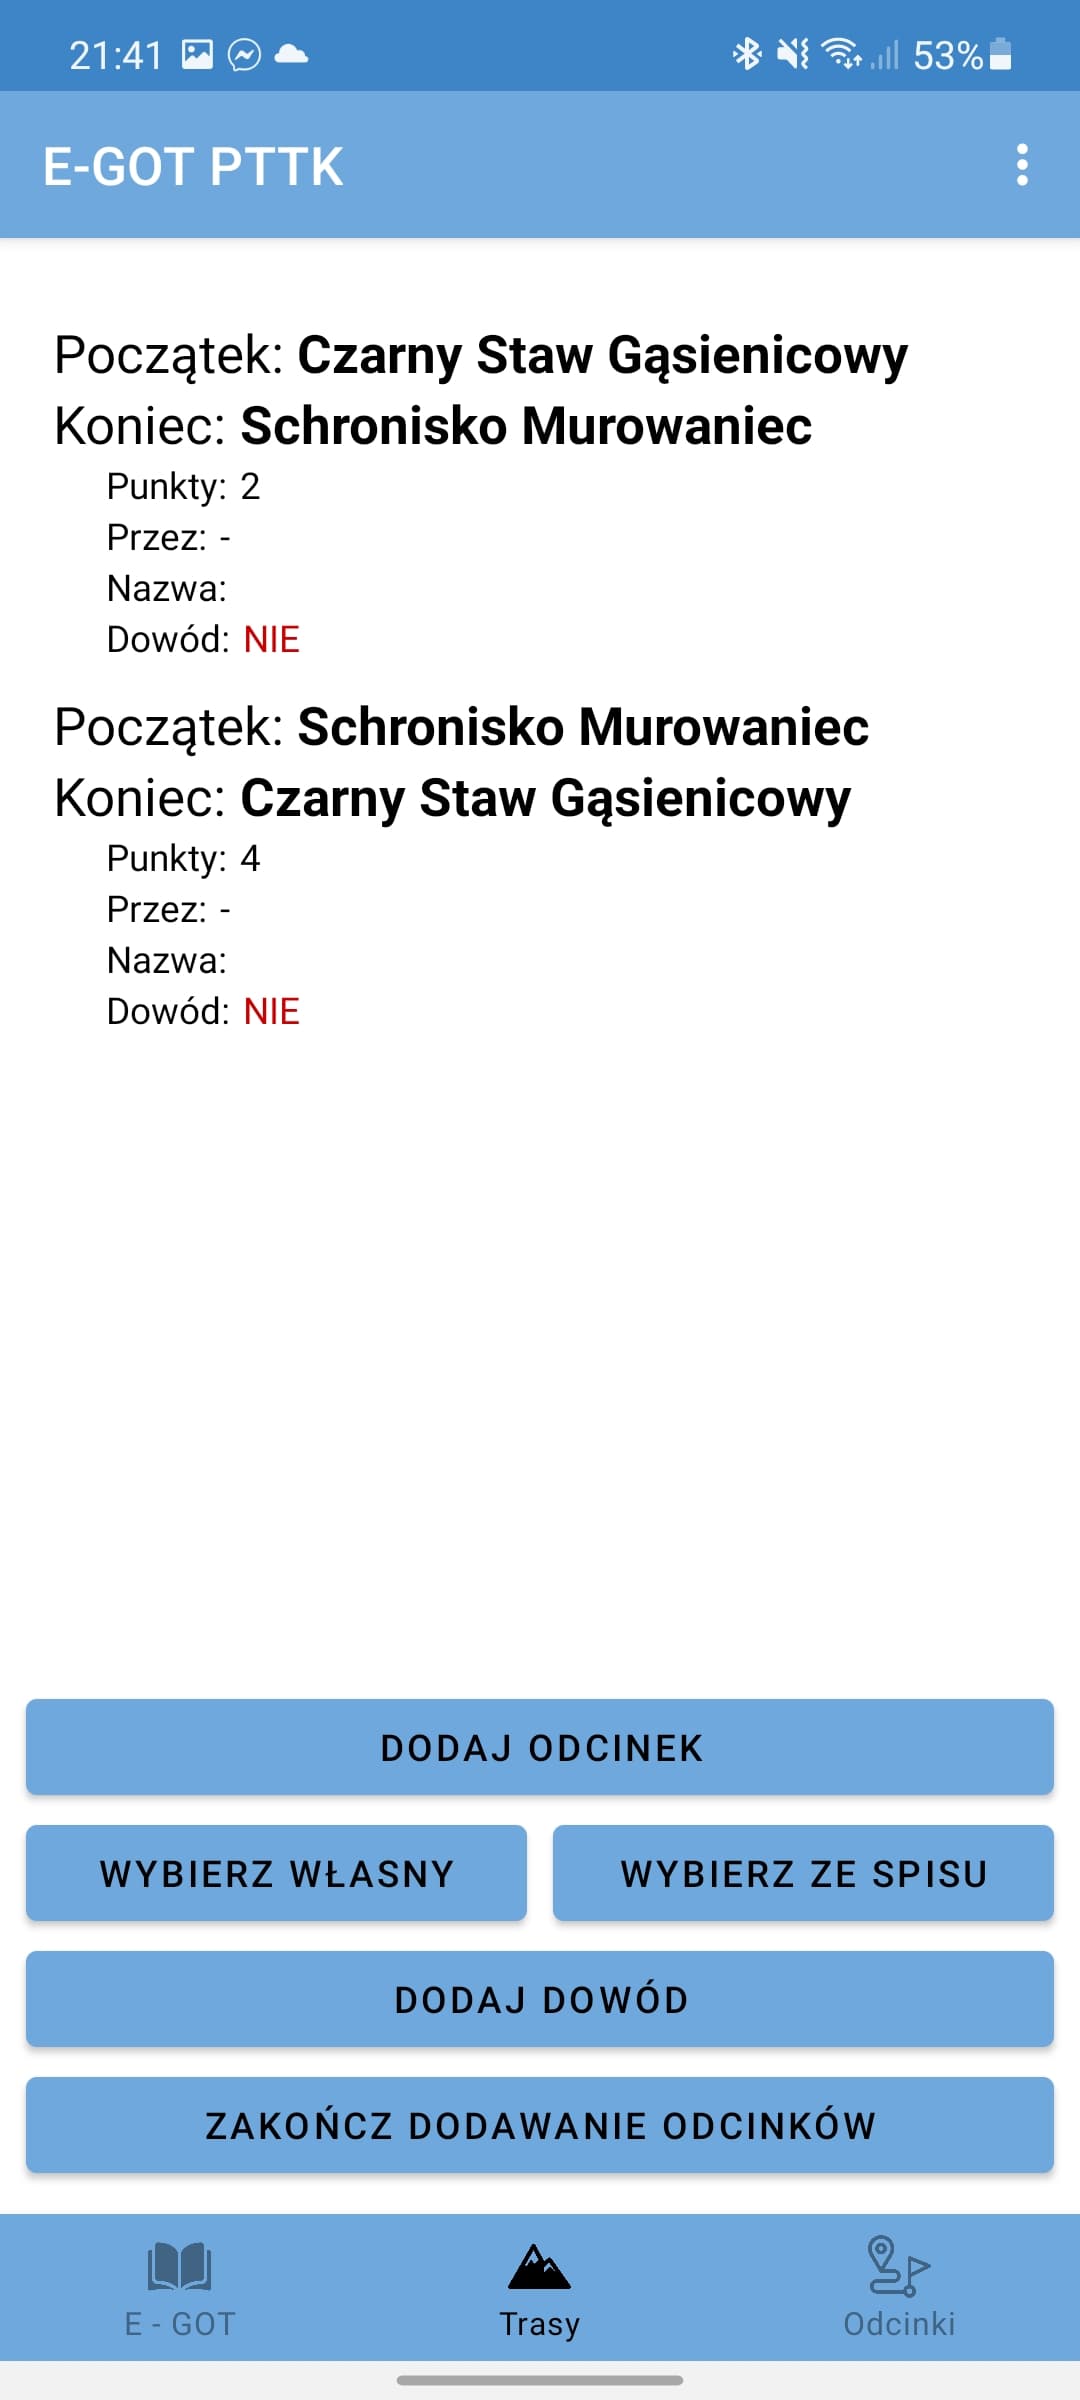 21:41
53%
E-GOT PTTK
Początek: Czarny Staw Gąsienicowy
Koniec: Schronisko Murowaniec
Punkty: 2
Przez: -
Nazwa:
Dowód: NIE
Początek: Schronisko Murowaniec
Koniec: Czarny Staw Gąsienicowy
Punkty: 4
Przez: -
Nazwa:
Dowód: NIE
DODAJ ODCINEK
WYBIERZ WŁASNY
WYBIERZ ZE SPISU
DODAJ DOWÓD
ZAKOŃCZ DODAWANIE ODCINKÓW
E - GOT
Trasy
Odcinki